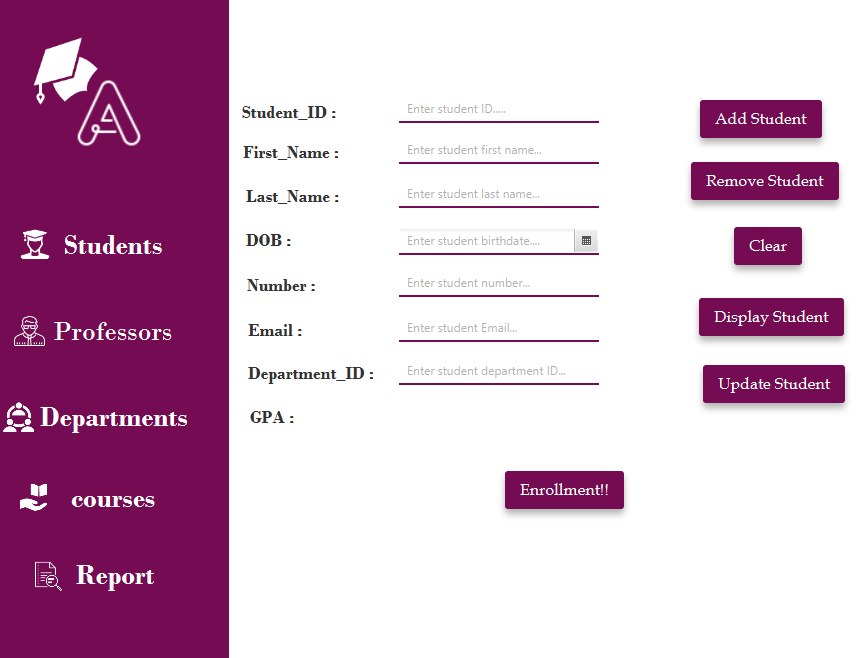 A
Students
Professors
Departments
courses
Report
Student_ID :
Enter student ID.....
First_Name :
Enter student first name...
Last_Name :
Enter student last name...
DOB :
Enter student birthdate....
Number :
Enter student number...
Email :
Enter student Email...
Department_ID :
Enter student department ID...
GPA :
Enrollment!!
Add Student
Remove Student
Clear
Display Student
Update Student